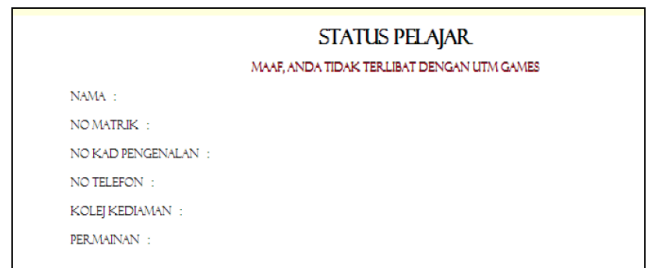 STATUS PELAJAR
MAAF, ANDA TIDAK TERLIBAT DENGAN UTM GAMES
NAMA :
NO MATRIK :
NO KAD PENGENALAN :
NO TELEFON :
KOLEJ KEDIAMAN :
PERMAINAN :